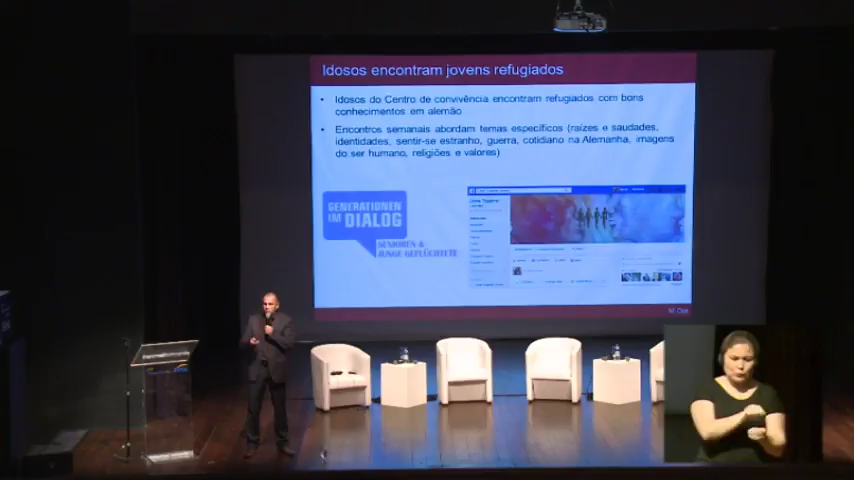 Idosos encontram jovens refugiados
• Idosos do Centro de convivência encontram refugiados com bons
conhecimentos em alemão
• Encontros semanais abordam temas específicos (raízes e saudades,
identidades, sentir-se estranho, guerra, cotidiano na Alemanha, imagens
do ser humano, religiões e valores)
GENERATIONEN
IM DIALOG
SENIOREN &
JUNGE GEFLÜCHTETE